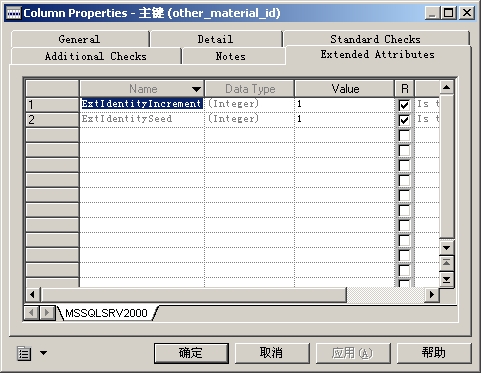 Column Properties - 主键 (other_material_id)
General Detail Standard Checks
Additional Checks Notes Extended Attributes
Name Data Type Value R
1 ExtIdentityIncrement (Integer) 1 Is t
2 ExtIdentitySeed (Integer) 1 Is t
MSSQLSRV2000
确定 取消 应用(A) 帮助